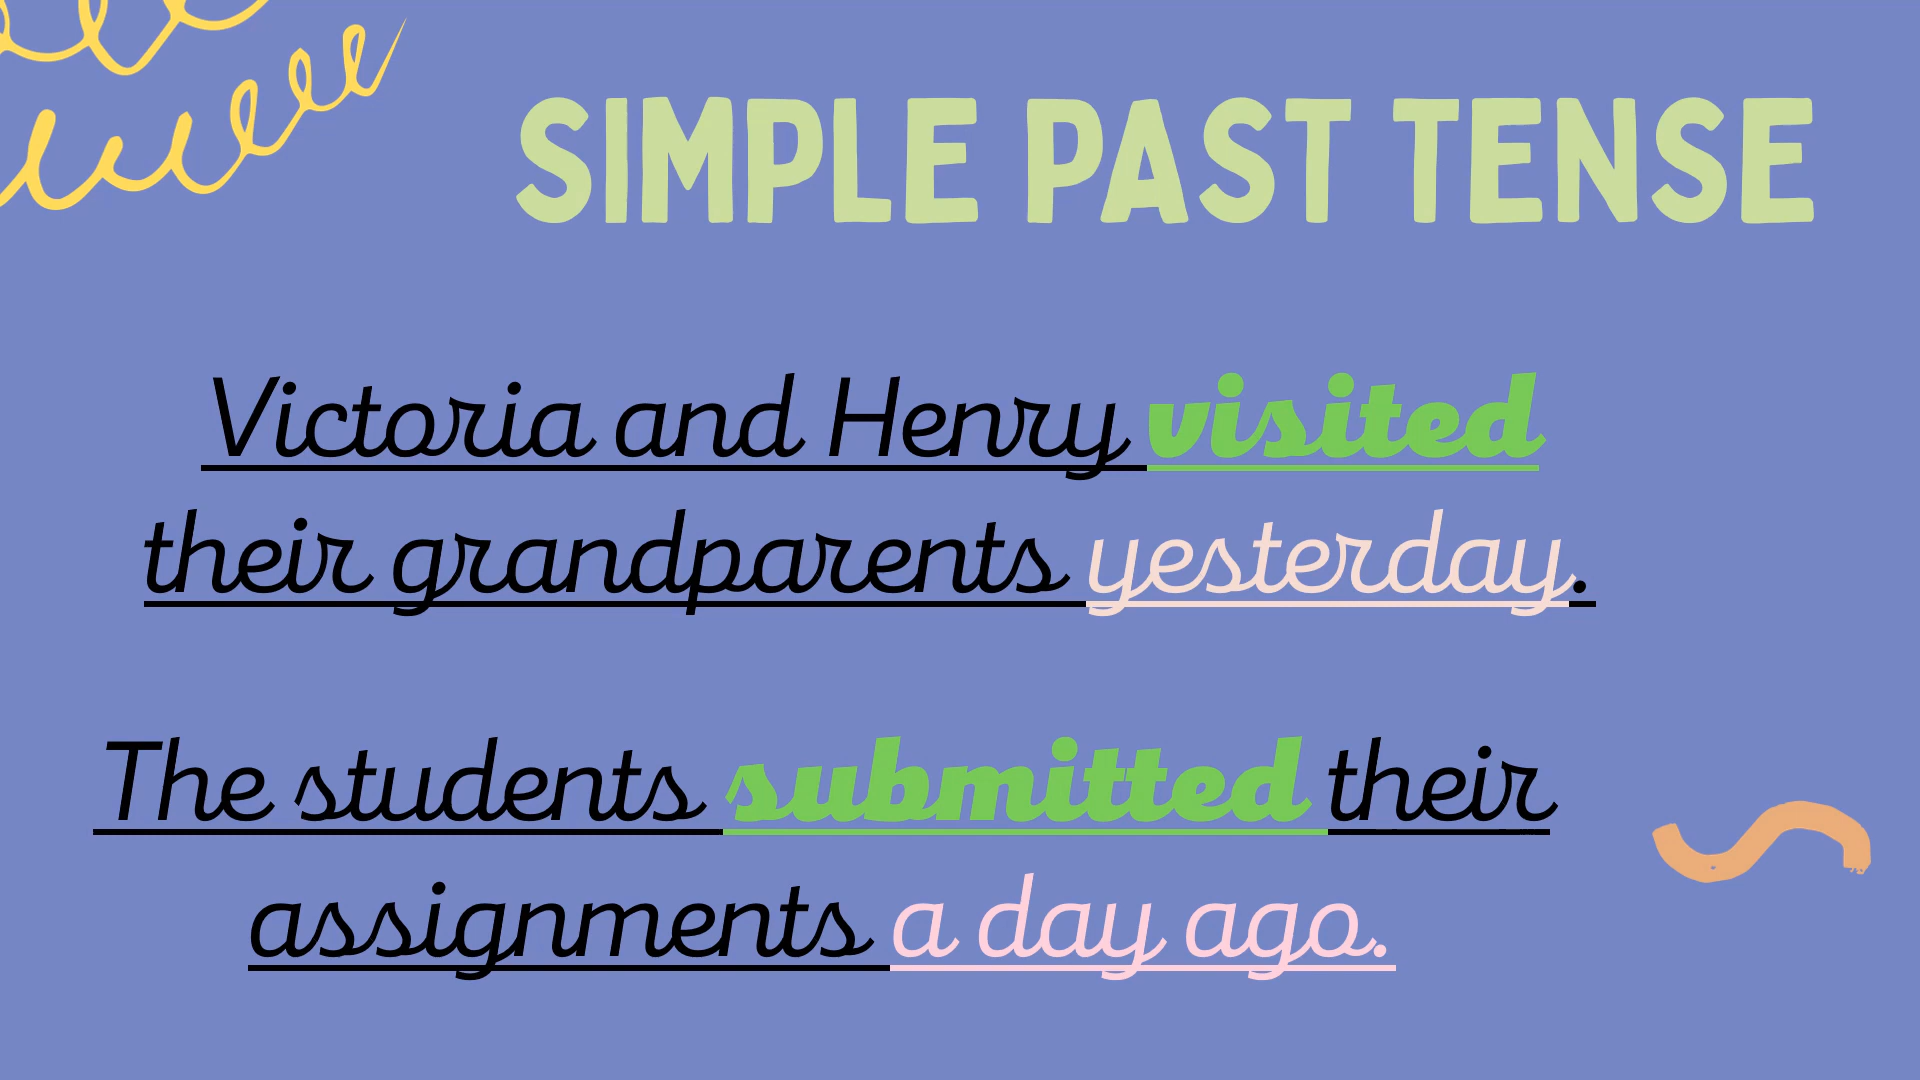 SIMPLE PAST TENSE
Victoria and Henry visited
their grandparents yesterday.
The students submitted their
assignments a day ago.